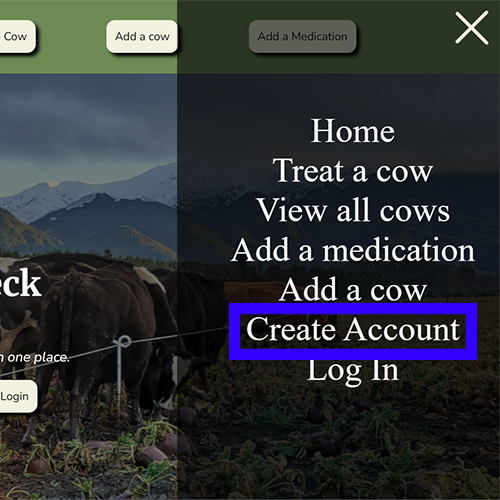 Cow
Add a cow
Add a Medication
Home
Treat a cow
View all cows
Add a medication
Add a cow
eck
Create Account
one place.
Log In
Login